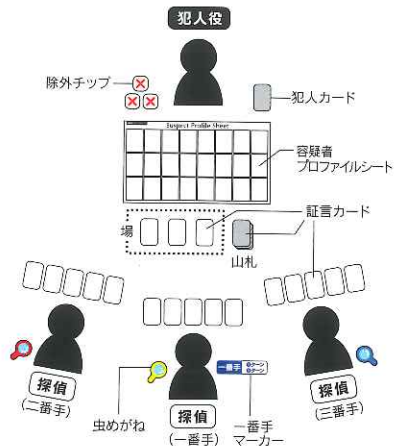 犯人役
除外チップ
犯人カード
Suspect Profile Sheet
容疑者
プロファイルシート
証言カード
場
山札
一番手
探偵
(二番手)
虫めがね
探偵
(一番手)
一番手
マーカー
探偵
(三番手)